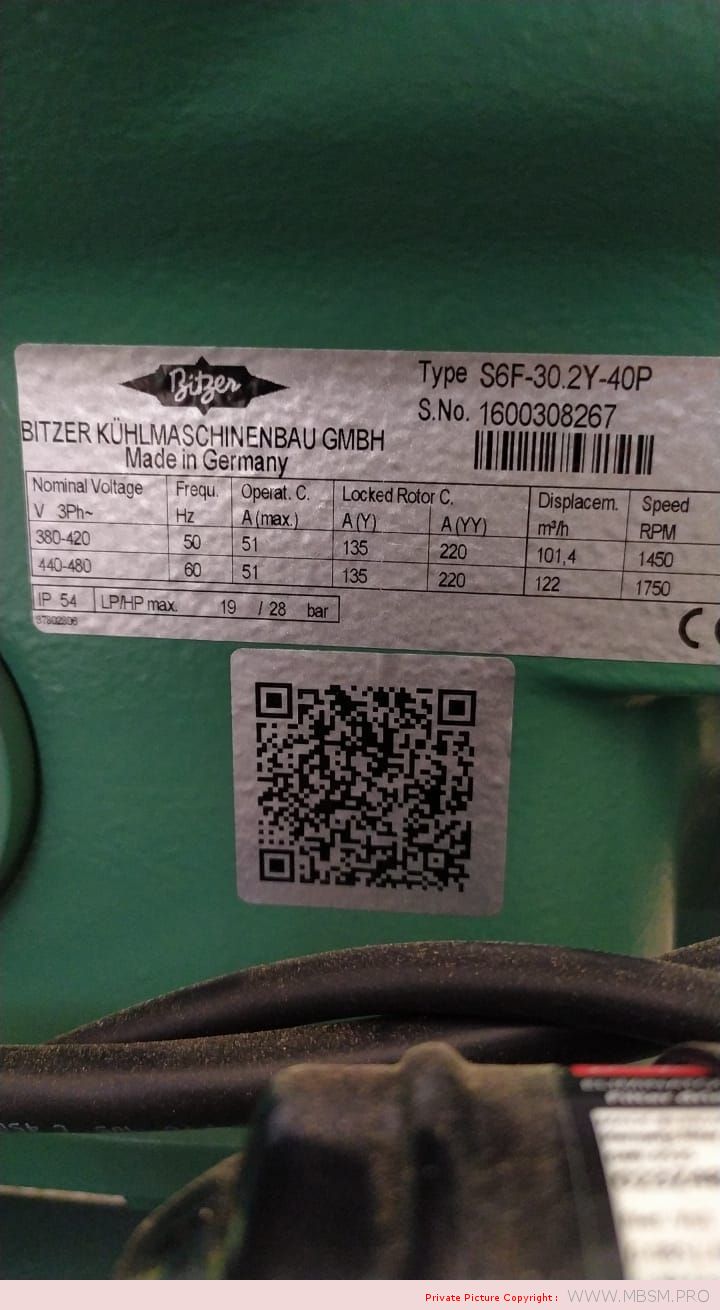 Bitzer
BITZER KÜHLMASCHINENBAU GMBH
Made in Germany
Type S6F-30.2Y-40P
S.No. 1600308267
Nominal Voltage Frequ. Operat. C. Locked Rotor C. Displacem. Speed
V 3Ph~ Hz A(max.) A(Y) A(YY) m³/h RPM
380-420 50 51 135 220 101,4 1450
440-480 60 51 135 220 122 1750
IP 54 LP/HP max. 19 / 28 bar
37802806
CE
Private Picture Copyright : WWW.MBSM.PRO